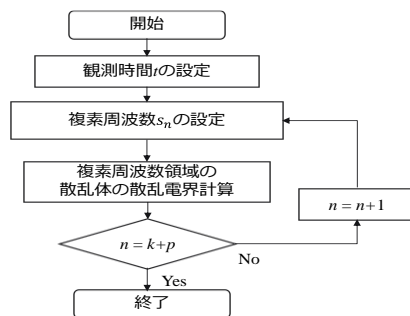 開始
観測時間tの設定
複素周波数sₙの設定
複素周波数領域の
散乱体の散乱電界計算
n = n+1
n = k+p
No
Yes
終了